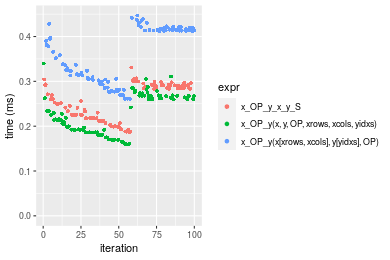 0.4
0.3
0.2
0.1
0.0
time (ms)
0
25
50
75
100
iteration
expr
x_OP_y_x_y_S
x_OP_y(x, y, OP, xrows, xcols, yidxs)
x_OP_y(x[xrows, xcols], y[yidxs], OP)